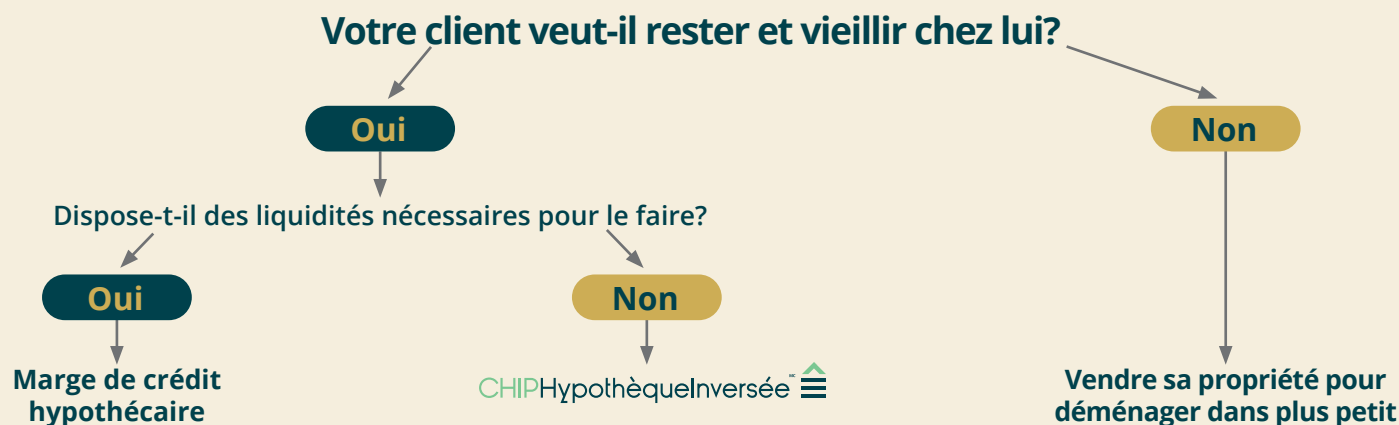 Votre client veut-il rester et vieillir chez lui?
Oui
Non
Dispose-t-il des liquidités nécessaires pour le faire?
Oui
Non
Marge de crédit
hypothécaire
CHIPHypothèqueInversée
Vendre sa propriété pour
déménager dans plus petit